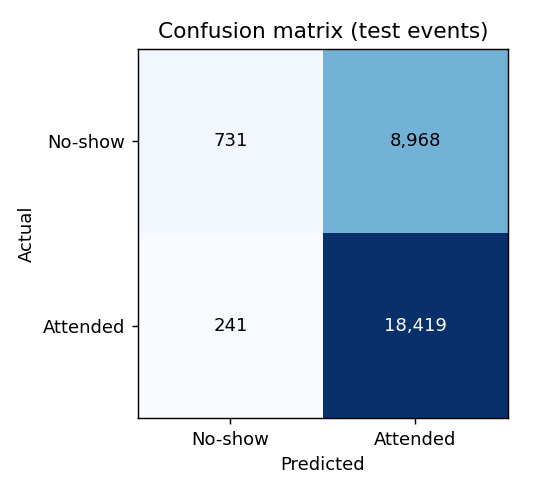 Confusion matrix (test events)
No-show
731
8,968
Actual
Attended
241
18,419
No-show
Attended
Predicted